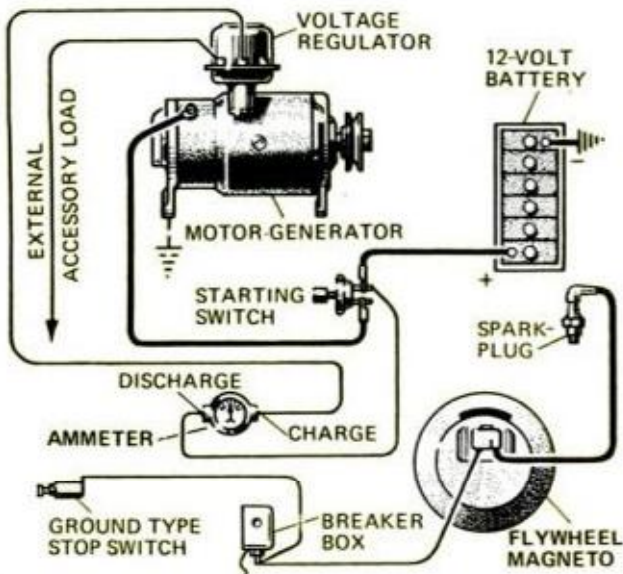 VOLTAGE
REGULATOR
12-VOLT
BATTERY
EXTERNAL
ACCESSORY LOAD
MOTOR-GENERATOR
−
+
STARTING
SWITCH
SPARK-
PLUG
DISCHARGE
AMMETER
CHARGE
GROUND TYPE
STOP SWITCH
BREAKER
BOX
FLYWHEEL
MAGNETO